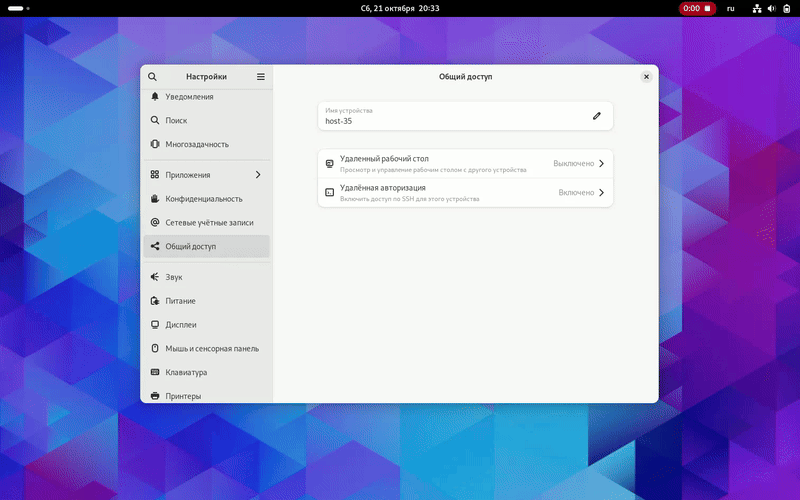 Сб, 21 октября 20:33
0:00
ru
Настройки
Общий доступ
Уведомления
Поиск
Многозадачность
Приложения
Конфиденциальность
Сетевые учётные записи
Общий доступ
Звук
Питание
Дисплеи
Мышь и сенсорная панель
Клавиатура
Принтеры
Имя устройства
host-35
Удаленный рабочий стол
Просмотр и управление рабочим столом с другого устройства
Выключено
Удалённая авторизация
Включить доступ по SSH для этого устройства
Включено